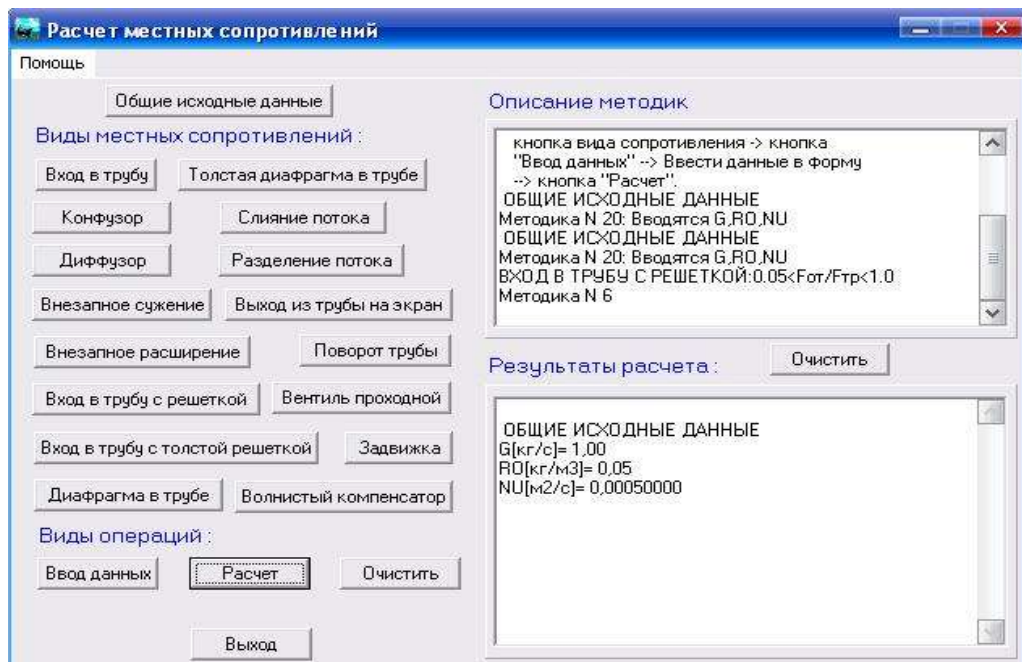 Расчет местных сопротивлений
Помощь
Общие исходные данные
Виды местных сопротивлений :
Вход в трубу
Толстая диафрагма в трубе
Конфузор
Слияние потока
Диффузор
Разделение потока
Внезапное сужение
Выход из трубы на экран
Внезапное расширение
Поворот трубы
Вход в трубу с решеткой
Вентиль проходной
Вход в трубу с толстой решеткой
Задвижка
Диафрагма в трубе
Волнистый компенсатор
Виды операций :
Ввод данных
Расчет
Очистить
Выход
Описание методик
кнопка вида сопротивления -> кнопка
"Ввод данных" --> Ввести данные в форму
--> кнопка "Расчет".
ОБЩИЕ ИСХОДНЫЕ ДАННЫЕ
Методика N 20: Вводятся G,RO,NU
ОБЩИЕ ИСХОДНЫЕ ДАННЫЕ
Методика N 20: Вводятся G,RO,NU
ВХОД В ТРУБУ С РЕШЕТКОЙ:0.05<Fот/Fтр<1.0
Методика N 6
Результаты расчета :
Очистить
ОБЩИЕ ИСХОДНЫЕ ДАННЫЕ
G[кг/с]= 1,00
RO[кг/м3]= 0,05
NU[м2/с]= 0,00050000